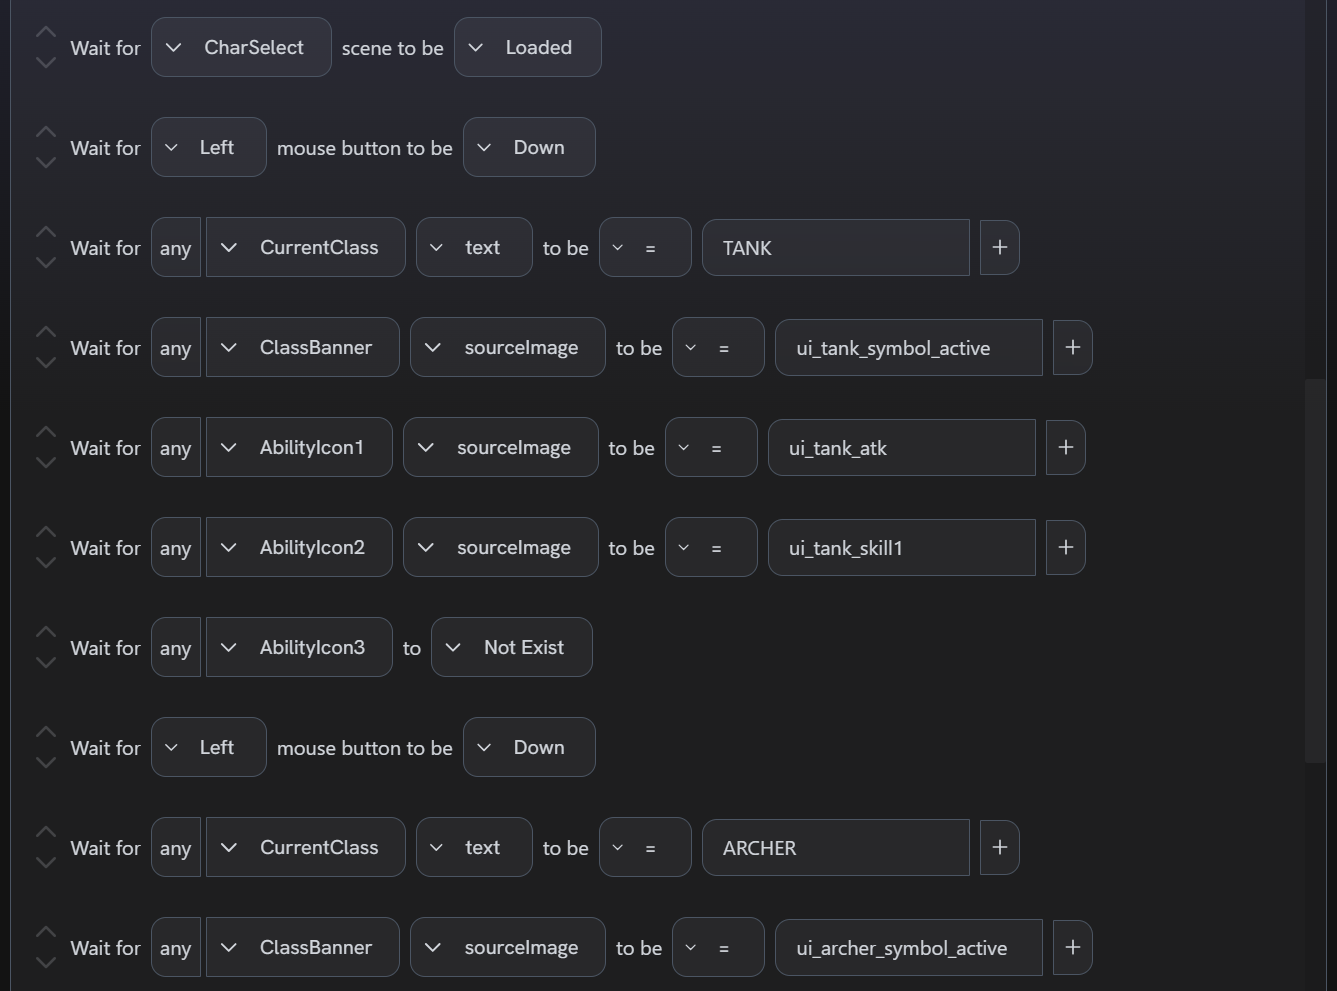 Wait for CharSelect scene to be Loaded
Wait for Left mouse button to be Down
Wait for any CurrentClass text to be = TANK +
Wait for any ClassBanner sourceImage to be = ui_tank_symbol_active +
Wait for any AbilityIcon1 sourceImage to be = ui_tank_atk +
Wait for any AbilityIcon2 sourceImage to be = ui_tank_skill1 +
Wait for any AbilityIcon3 to Not Exist
Wait for Left mouse button to be Down
Wait for any CurrentClass text to be = ARCHER +
Wait for any ClassBanner sourceImage to be = ui_archer_symbol_active +